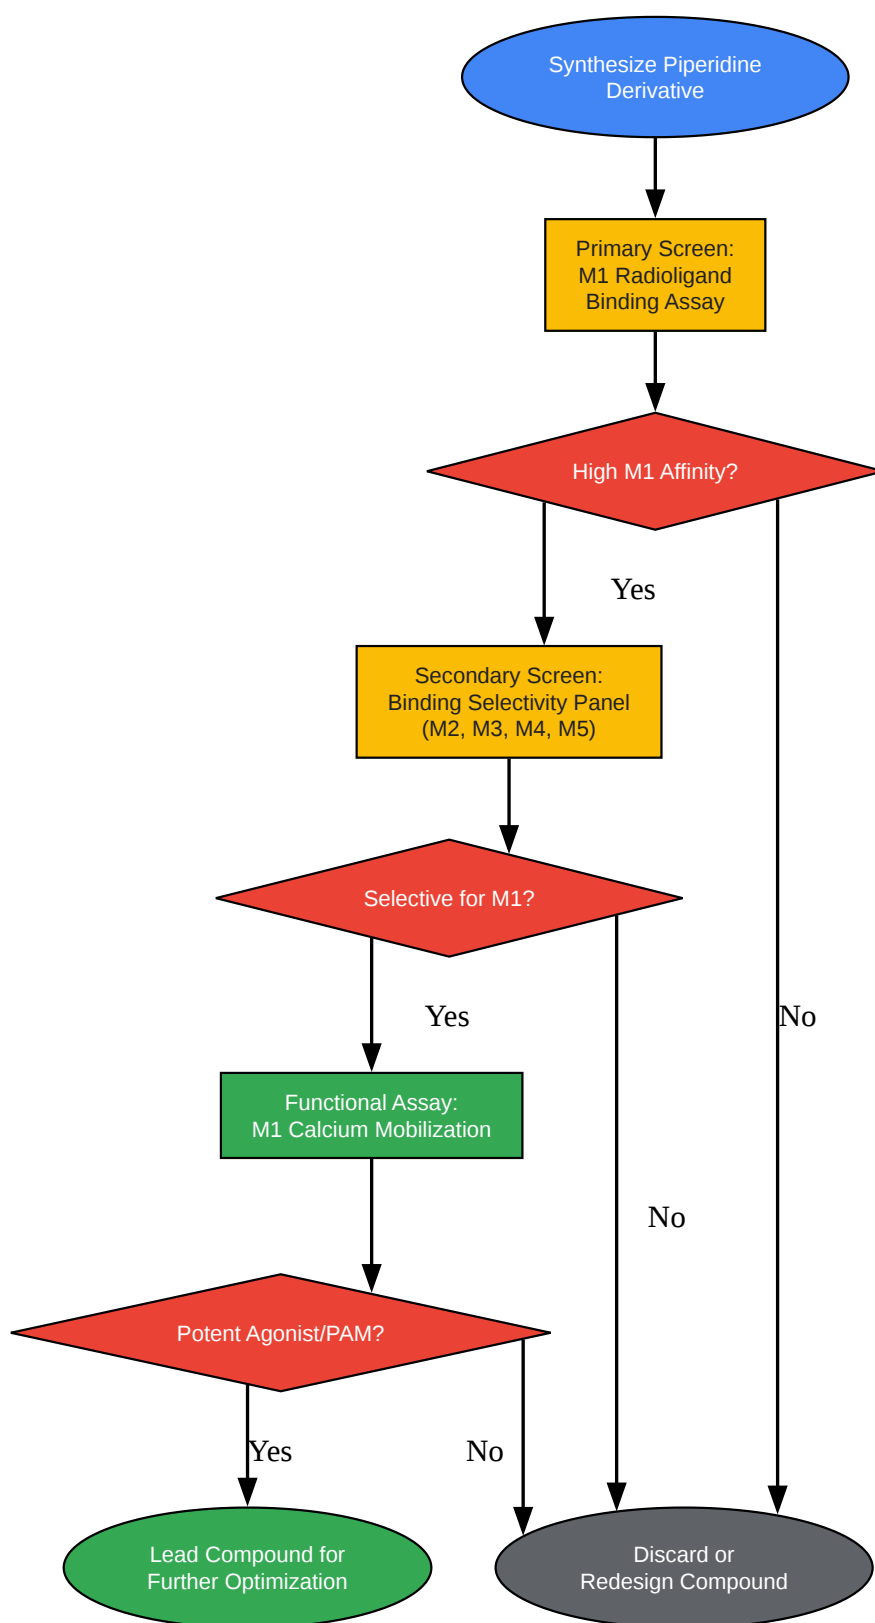 Synthesize Piperidine
Derivative
Primary Screen:
M1 Radioligand
Binding Assay
High M1 Affinity?
Yes
Secondary Screen:
Binding Selectivity Panel
(M2, M3, M4, M5)
Selective for M1?
Yes
No
Functional Assay:
M1 Calcium Mobilization
No
Potent Agonist/PAM?
Yes
No
Lead Compound for
Further Optimization
Discard or
Redesign Compound